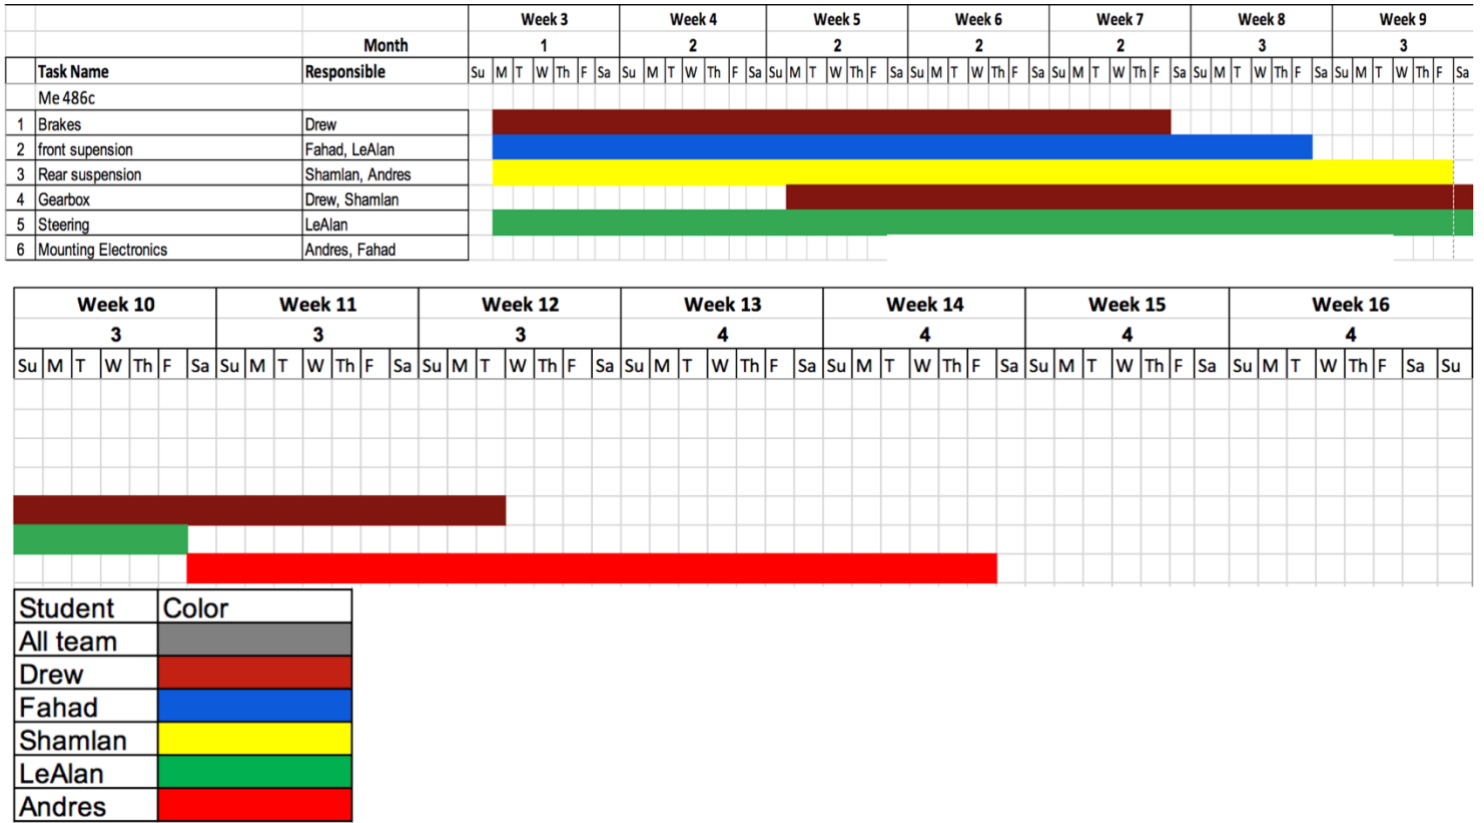 Week 3 Week 4 Week 5 Week 6 Week 7 Week 8 Week 9
Month 1 2 2 2 2 3 3
Task Name Responsible Su M T W Th F Sa Su M T W Th F Sa Su M T W Th F Sa Su M T W Th F Sa Su M T W Th F Sa Su M T W Th F Sa Su M T W Th F Sa
Me 486c
1 Brakes Drew
2 front supension Fahad, LeAlan
3 Rear suspension Shamlan, Andres
4 Gearbox Drew, Shamlan
5 Steering LeAlan
6 Mounting Electronics Andres, Fahad
Week 10 Week 11 Week 12 Week 13 Week 14 Week 15 Week 16
3 3 3 4 4 4 4
Su M T W Th F Sa Su M T W Th F Sa Su M T W Th F Sa Su M T W Th F Sa Su M T W Th F Sa Su M T W Th F Sa Su M T W Th F Sa Su
Student Color
All team
Drew
Fahad
Shamlan
LeAlan
Andres